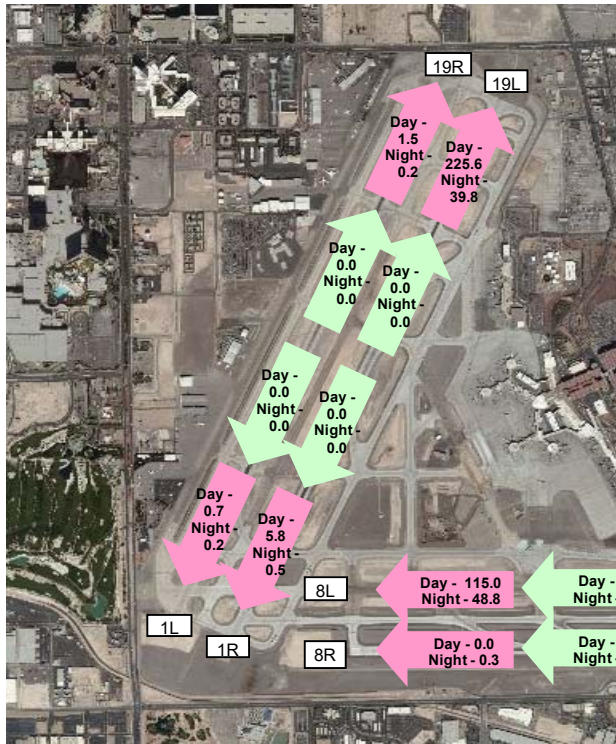 19R
19L
Day -
1.5
Night -
0.2
Day -
225.6
Night -
39.8
Day -
0.0
Night -
0.0
Day -
0.0
Night -
0.0
Day -
0.0
Night -
0.0
Day -
0.0
Night -
0.0
Day -
0.7
Night -
0.2
Day -
5.8
Night -
0.5
8L
Day - 115.0
Night - 48.8
Day -
Night -
1L
1R
8R
Day - 0.0
Night - 0.3
Day -
Night -